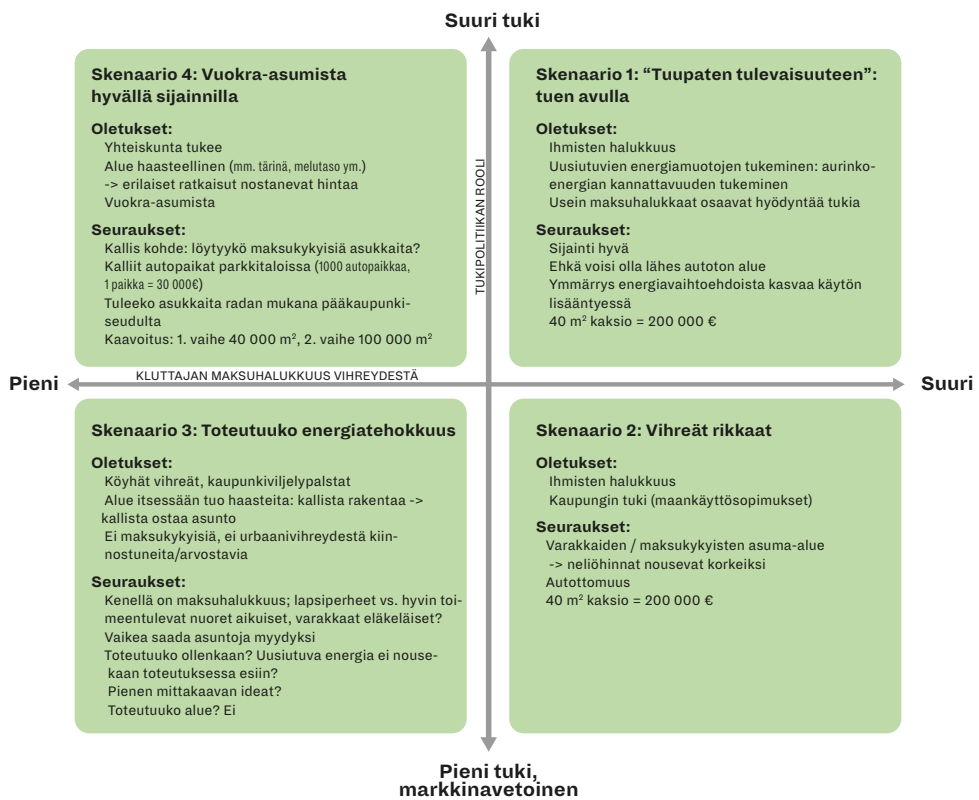 Suuri tuki
Skenaario 4: Vuokra-asumista
hyvällä sijainnilla
Oletukset:
Yhteiskunta tukee
Alue haasteellinen (mm. tärinä, melutaso ym.)
-> erilaiset ratkaisut nostanevat hintaa
Vuokra-asumista
Seuraukset:
Kallis kohde: löytyykö maksukykyisiä asukkaita?
Kalliit autopaikat parkkitaloissa (1000 autopaikkaa,
1 paikka = 30 000€)
Tuleeko asukkaita radan mukana pääkaupunki-
seudulta
Kaavoitus: 1. vaihe 40 000 m², 2. vaihe 100 000 m²
TUKIPOLITIIKAN ROOLI
Skenaario 1: “Tuupaten tulevaisuuteen”:
tuen avulla
Oletukset:
Ihmisten halukkuus
Uusiutuvien energiamuotojen tukeminen: aurinko-
energian kannattavuuden tukeminen
Usein maksuhalukkaat osaavat hyödyntää tukia
Seuraukset:
Sijainti hyvä
Ehkä voisi olla lähes autoton alue
Ymmärrys energiavaihtoehdoista kasvaa käytön
lisääntyessä
40 m² kaksio = 200 000 €
Pieni
KLUTTAJAN MAKSUHALUKKUUS VIHREYDESTÄ
Suuri
Skenaario 3: Toteutuuko energiatehokkuus
Oletukset:
Köyhät vihreät, kaupunkiviljelypalstat
Alue itsessään tuo haasteita: kallista rakentaa ->
kallista ostaa asunto
Ei maksukykyisiä, ei urbaanivihreydestä kiin-
nostuneita/arvostavia
Seuraukset:
Kenellä on maksuhalukkuus; lapsiperheet vs. hyvin toi-
meentulevat nuoret aikuiset, varakkaat eläkeläiset?
Vaikea saada asuntoja myydyksi
Toteutuuko ollenkaan? Uusiutuva energia ei nouse-
kaan toteutuksessa esiin?
Pienen mittakaavan ideat?
Toteutuuko alue? Ei
Skenaario 2: Vihreät rikkaat
Oletukset:
Ihmisten halukkuus
Kaupungin tuki (maankäyttösopimukset)
Seuraukset:
Varakkaiden / maksukykyisten asuma-alue
-> neliöhinnat nousevat korkeiksi
Autottomuus
40 m² kaksio = 200 000 €
Pieni tuki,
markkinavetoinen